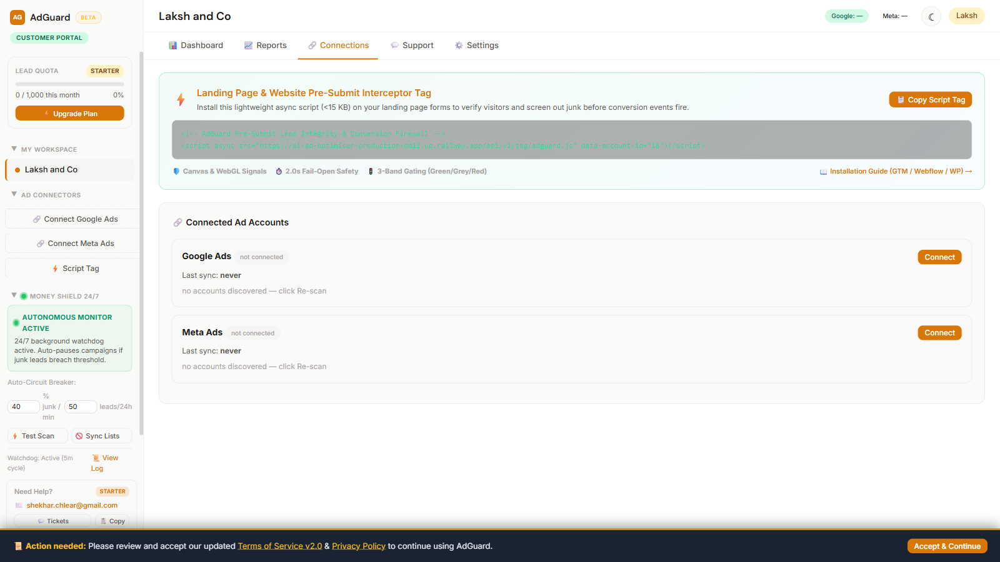 AG AdGuard BETA
CUSTOMER PORTAL
LEAD QUOTA STARTER
0 / 1,000 this month 0%
Upgrade Plan
▼ MY WORKSPACE
Laksh and Co
▼ AD CONNECTORS
Connect Google Ads
Connect Meta Ads
Script Tag
▼ MONEY SHIELD 24/7
AUTONOMOUS MONITOR
ACTIVE
24/7 background watchdog
active. Auto-pauses campaigns if
junk leads breach threshold.
Auto-Circuit Breaker:
40 % junk / min 50 leads/24h
Test Scan Sync Lists
Watchdog: Active (5m cycle) View Log
Need Help? STARTER
shekhar.chlear@gmail.com
Tickets Copy
Laksh and Co
Google: — Meta: — Laksh
Dashboard Reports Connections Support Settings
Landing Page & Website Pre-Submit Interceptor Tag
Install this lightweight async script (<15 KB) on your landing page forms to verify visitors and screen out junk before conversion events fire.
Copy Script Tag
<!-- AdGuard Pre-Submit Lead Integrity & Conversion Firewell -->
<script async src="https://ai-ad-optimiser-production-dd12.up.railway.app/api/v1/tag/adguard.js" data-account-id="18"></script>
Canvas & WebGL Signals 2.0s Fail-Open Safety 3-Band Gating (Green/Grey/Red)
Installation Guide (GTM / Webflow / WP) →
Connected Ad Accounts
Google Ads not connected
Connect
Last sync: never
no accounts discovered — click Re-scan
Meta Ads not connected
Connect
Last sync: never
no accounts discovered — click Re-scan
Action needed: Please review and accept our updated Terms of Service v2.0 & Privacy Policy to continue using AdGuard.
Accept & Continue